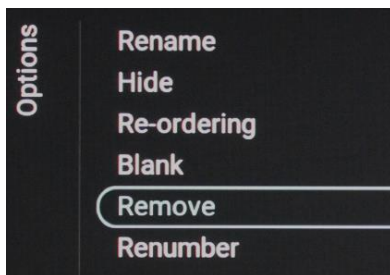 Options
Rename
Hide
Re-ordering
Blank
Remove
Renumber